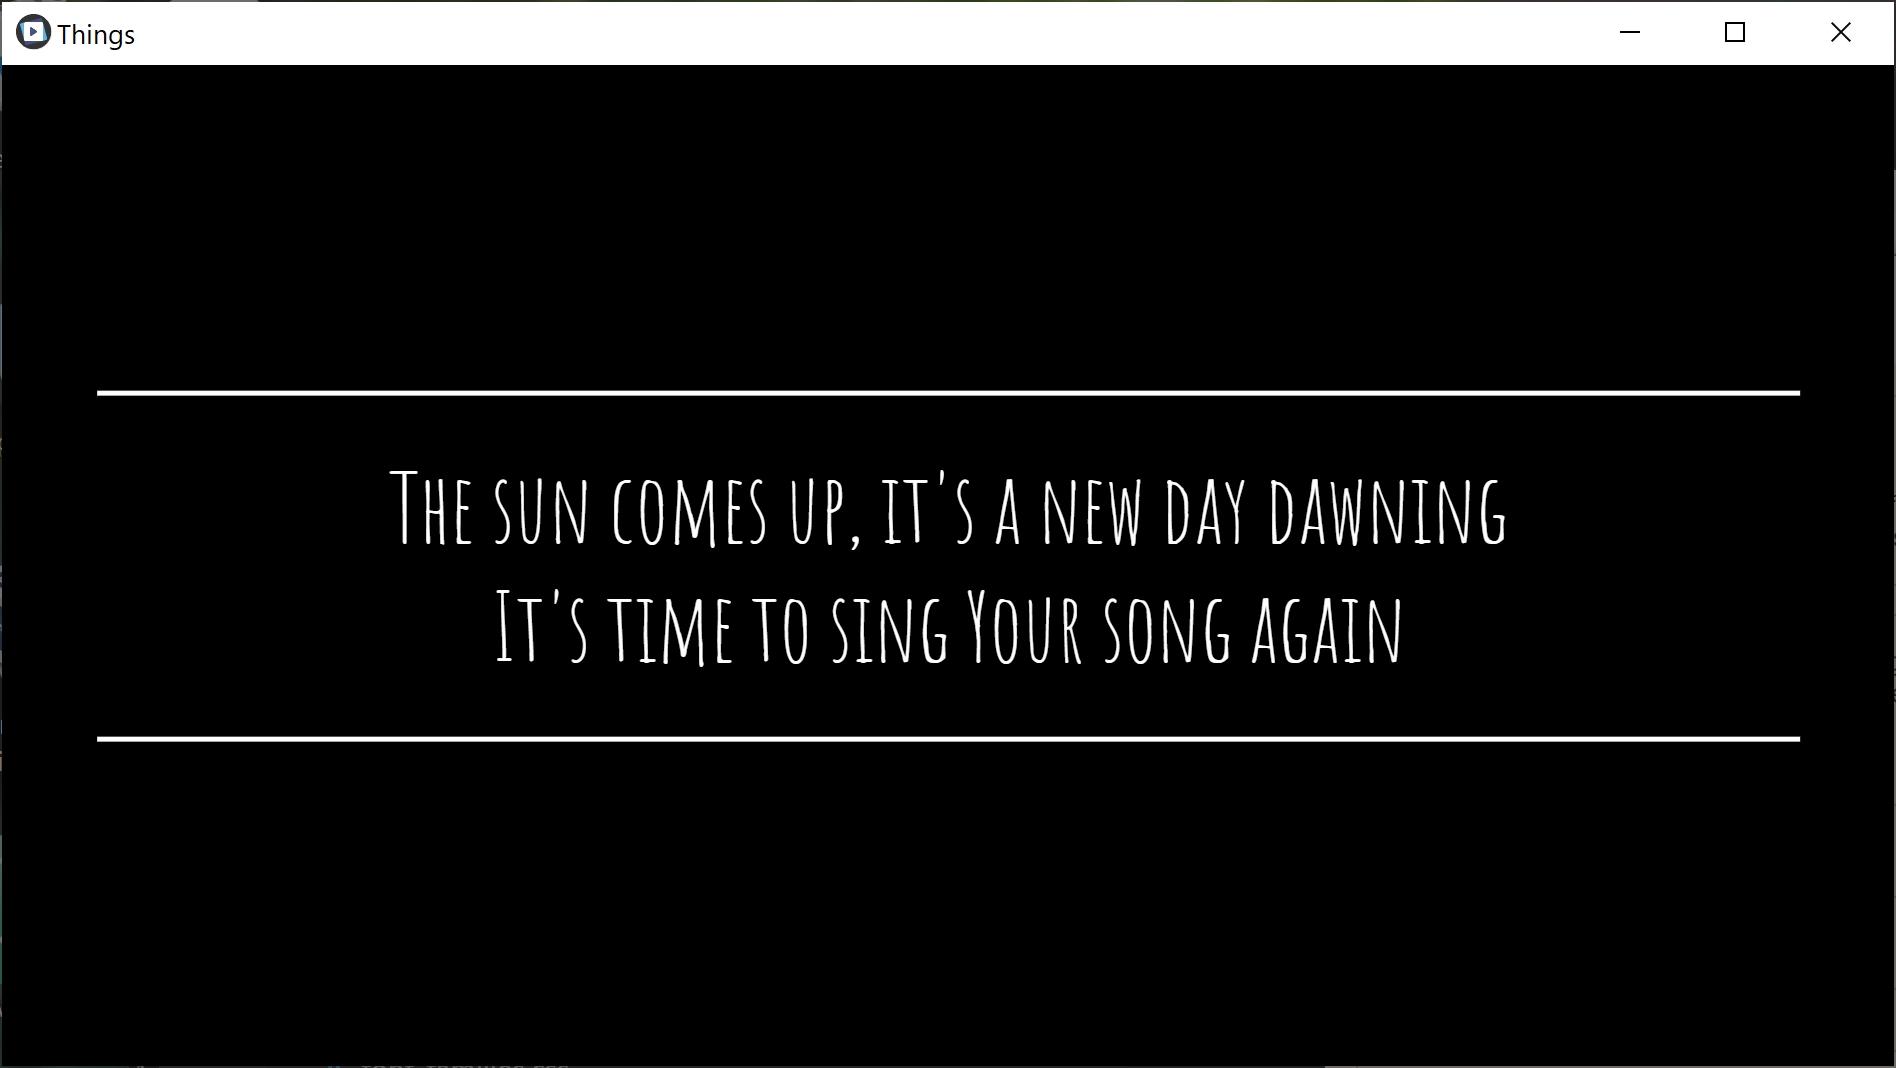 Things
The sun comes up, it's a new day dawning
It's time to sing Your song again